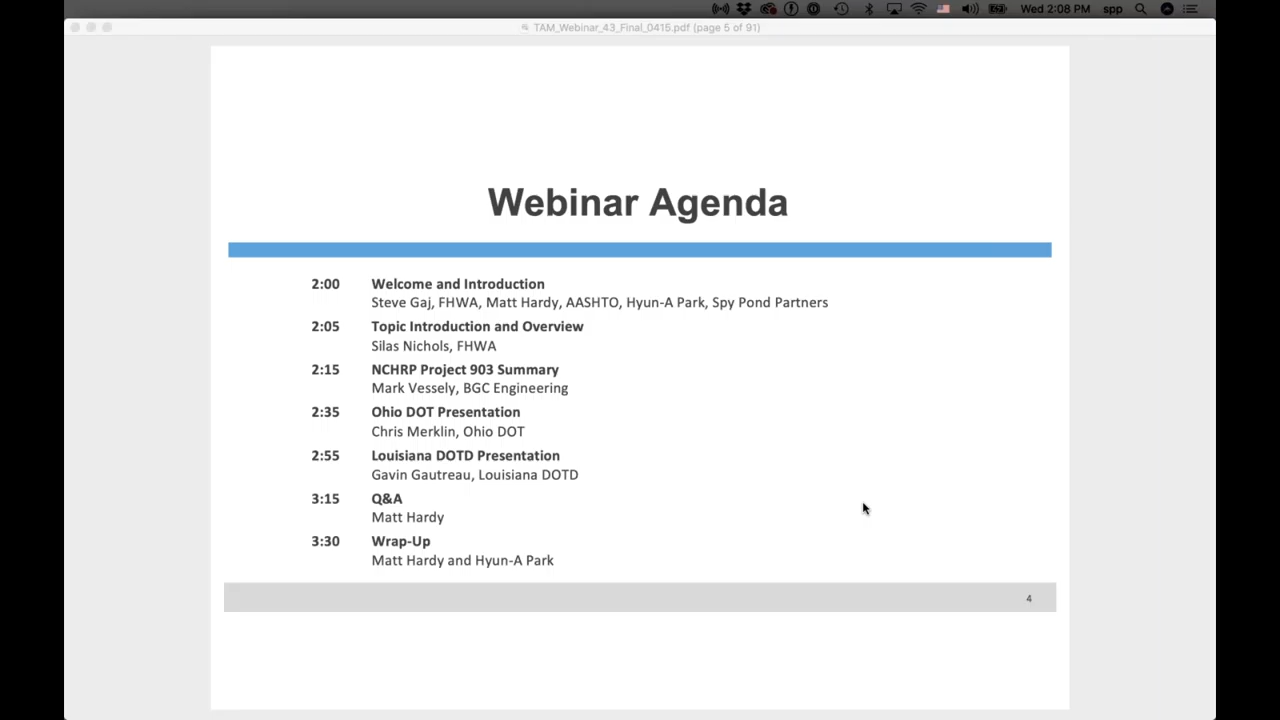 Wed 2:08 PM spp
TAM_Webinar_43_Final_0415.pdf (page 5 of 91)
Webinar Agenda
2:00 Welcome and Introduction
Steve Gaj, FHWA, Matt Hardy, AASHTO, Hyun-A Park, Spy Pond Partners
2:05 Topic Introduction and Overview
Silas Nichols, FHWA
2:15 NCHRP Project 903 Summary
Mark Vessely, BGC Engineering
2:35 Ohio DOT Presentation
Chris Merklin, Ohio DOT
2:55 Louisiana DOTD Presentation
Gavin Gautreau, Louisiana DOTD
3:15 Q&A
Matt Hardy
3:30 Wrap-Up
Matt Hardy and Hyun-A Park
4